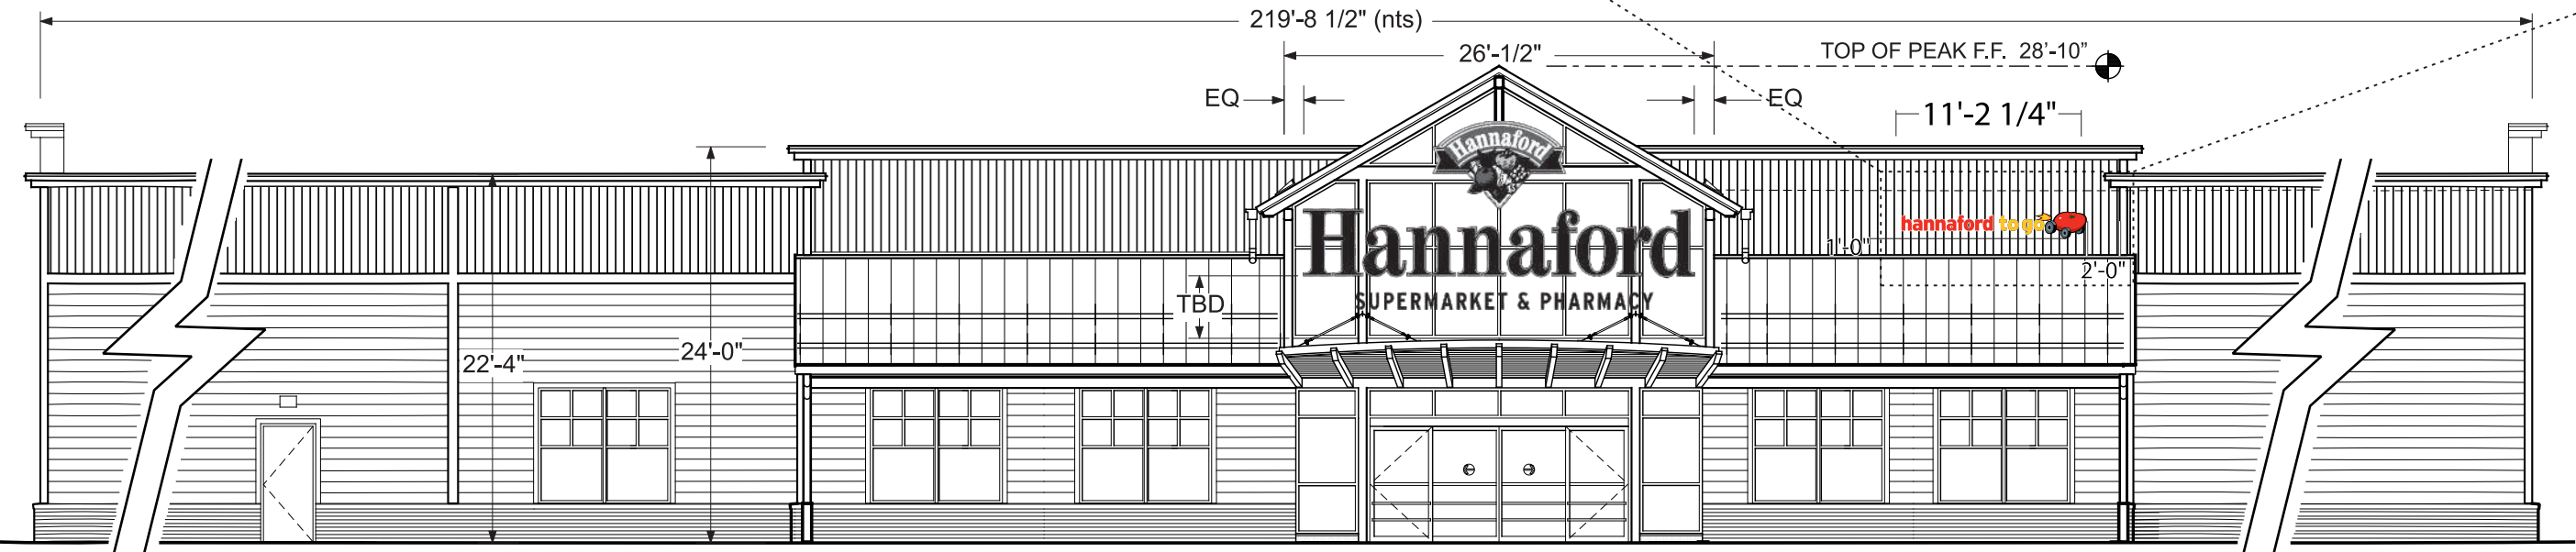 219'-8 1/2" (nts)
26'-1/2"
TOP OF PEAK F.F. 28'-10"
EQ
EQ
11'-2 1/4"
Hannaford
Hannaford
SUPERMARKET & PHARMACY
hannaford to go
1'-0"
2'-0"
TBD
22'-4"
24'-0"